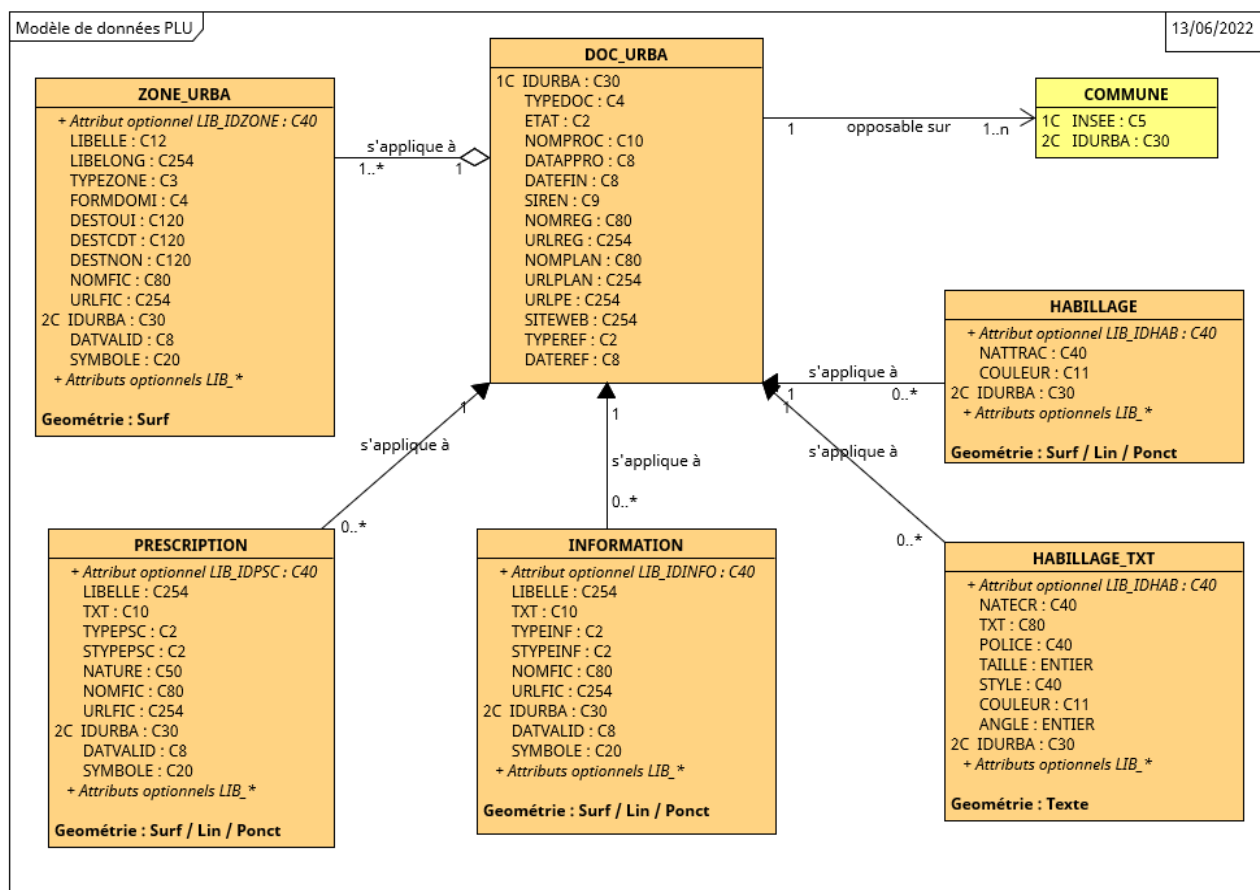 Modèle de données PLU
13/06/2022
DOC_URBA
1C IDURBA : C30
TYPEDOC : C4
ETAT : C2
NOMPROC : C10
DATAPPRO : C8
DATEFIN : C8
SIREN : C9
NOMREG : C80
URLREG : C254
NOMPLAN : C80
URLPLAN : C254
URLPE : C254
SITEWEB : C254
TYPEREF : C2
DATEREF : C8
ZONE_URBA
+ Attribut optionnel LIB_IDZONE : C40
LIBELLE : C12
LIBELONG : C254
TYPEZONE : C3
FORMDOMI : C4
DESTOUI : C120
DESTCDT : C120
DESTNON : C120
NOMFIC : C80
URLFIC : C254
2C IDURBA : C30
DATVALID : C8
SYMBOLE : C20
+ Attributs optionnels LIB_*
Geométrie : Surf
s'applique à
1..*
1
COMMUNE
1C INSEE : C5
2C IDURBA : C30
1
opposable sur
1..n
HABILLAGE
+ Attribut optionnel LIB_IDHAB : C40
NATTRAC : C40
COULEUR : C11
2C IDURBA : C30
+ Attributs optionnels LIB_*
Geométrie : Surf / Lin / Ponct
s'applique à
1
0..*
1
s'applique à
0..*
1
s'applique à
0..*
1
s'applique à
0..*
PRESCRIPTION
+ Attribut optionnel LIB_IDPSC : C40
LIBELLE : C254
TXT : C10
TYPEPSC : C2
STYPEPSC : C2
NATURE : C50
NOMFIC : C80
URLFIC : C254
2C IDURBA : C30
DATVALID : C8
SYMBOLE : C20
+ Attributs optionnels LIB_*
Geométrie : Surf / Lin / Ponct
INFORMATION
+ Attribut optionnel LIB_IDINFO : C40
LIBELLE : C254
TXT : C10
TYPEINF : C2
STYPEINF : C2
NOMFIC : C80
URLFIC : C254
2C IDURBA : C30
DATVALID : C8
SYMBOLE : C20
+ Attributs optionnels LIB_*
Geométrie : Surf / Lin / Ponct
HABILLAGE_TXT
+ Attribut optionnel LIB_IDHAB : C40
NATECR : C40
TXT : C80
POLICE : C40
TAILLE : ENTIER
STYLE : C40
COULEUR : C11
ANGLE : ENTIER
2C IDURBA : C30
+ Attributs optionnels LIB_*
Geométrie : Texte